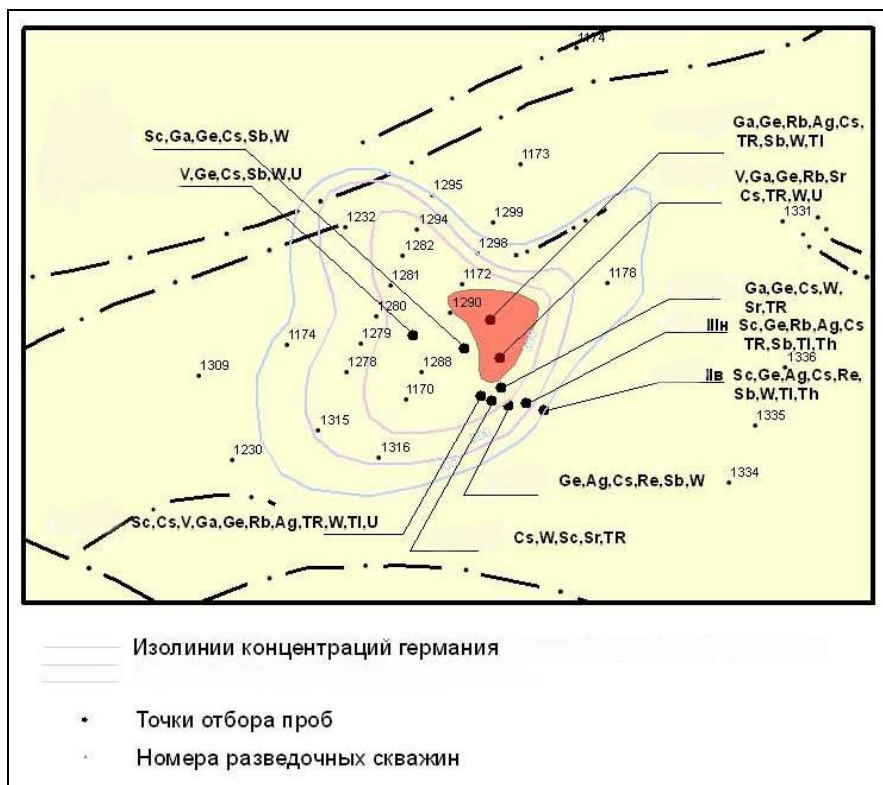 1174
Sc,Ga,Ge,Cs,Sb,W
Ga,Ge,Rb,Ag,Cs,
TR,Sb,W,Tl
V,Ge,Cs,Sb,W,U
1173
V,Ga,Ge,Rb,Sr
Cs,TR,W,U
1295
1232
1294
1299
1331
1282
1298
1281
1172
1178
Ga,Ge,Cs,W,
Sr,TR
1280
1290
IIIн Sc,Ge,Rb,Ag,Cs
TR,Sb,Tl,Th
1174
1279
1309
1278
1288
1336
IIв Sc,Ge,Ag,Cs,Re,
Sb,W,Tl,Th
1170
1315
1335
1230
1316
1334
Ge,Ag,Cs,Re,Sb,W
Sc,Cs,V,Ga,Ge,Rb,Ag,TR,W,Tl,U
Cs,W,Sc,Sr,TR
Изолинии концентраций германия
Точки отбора проб
Номера разведочных скважин